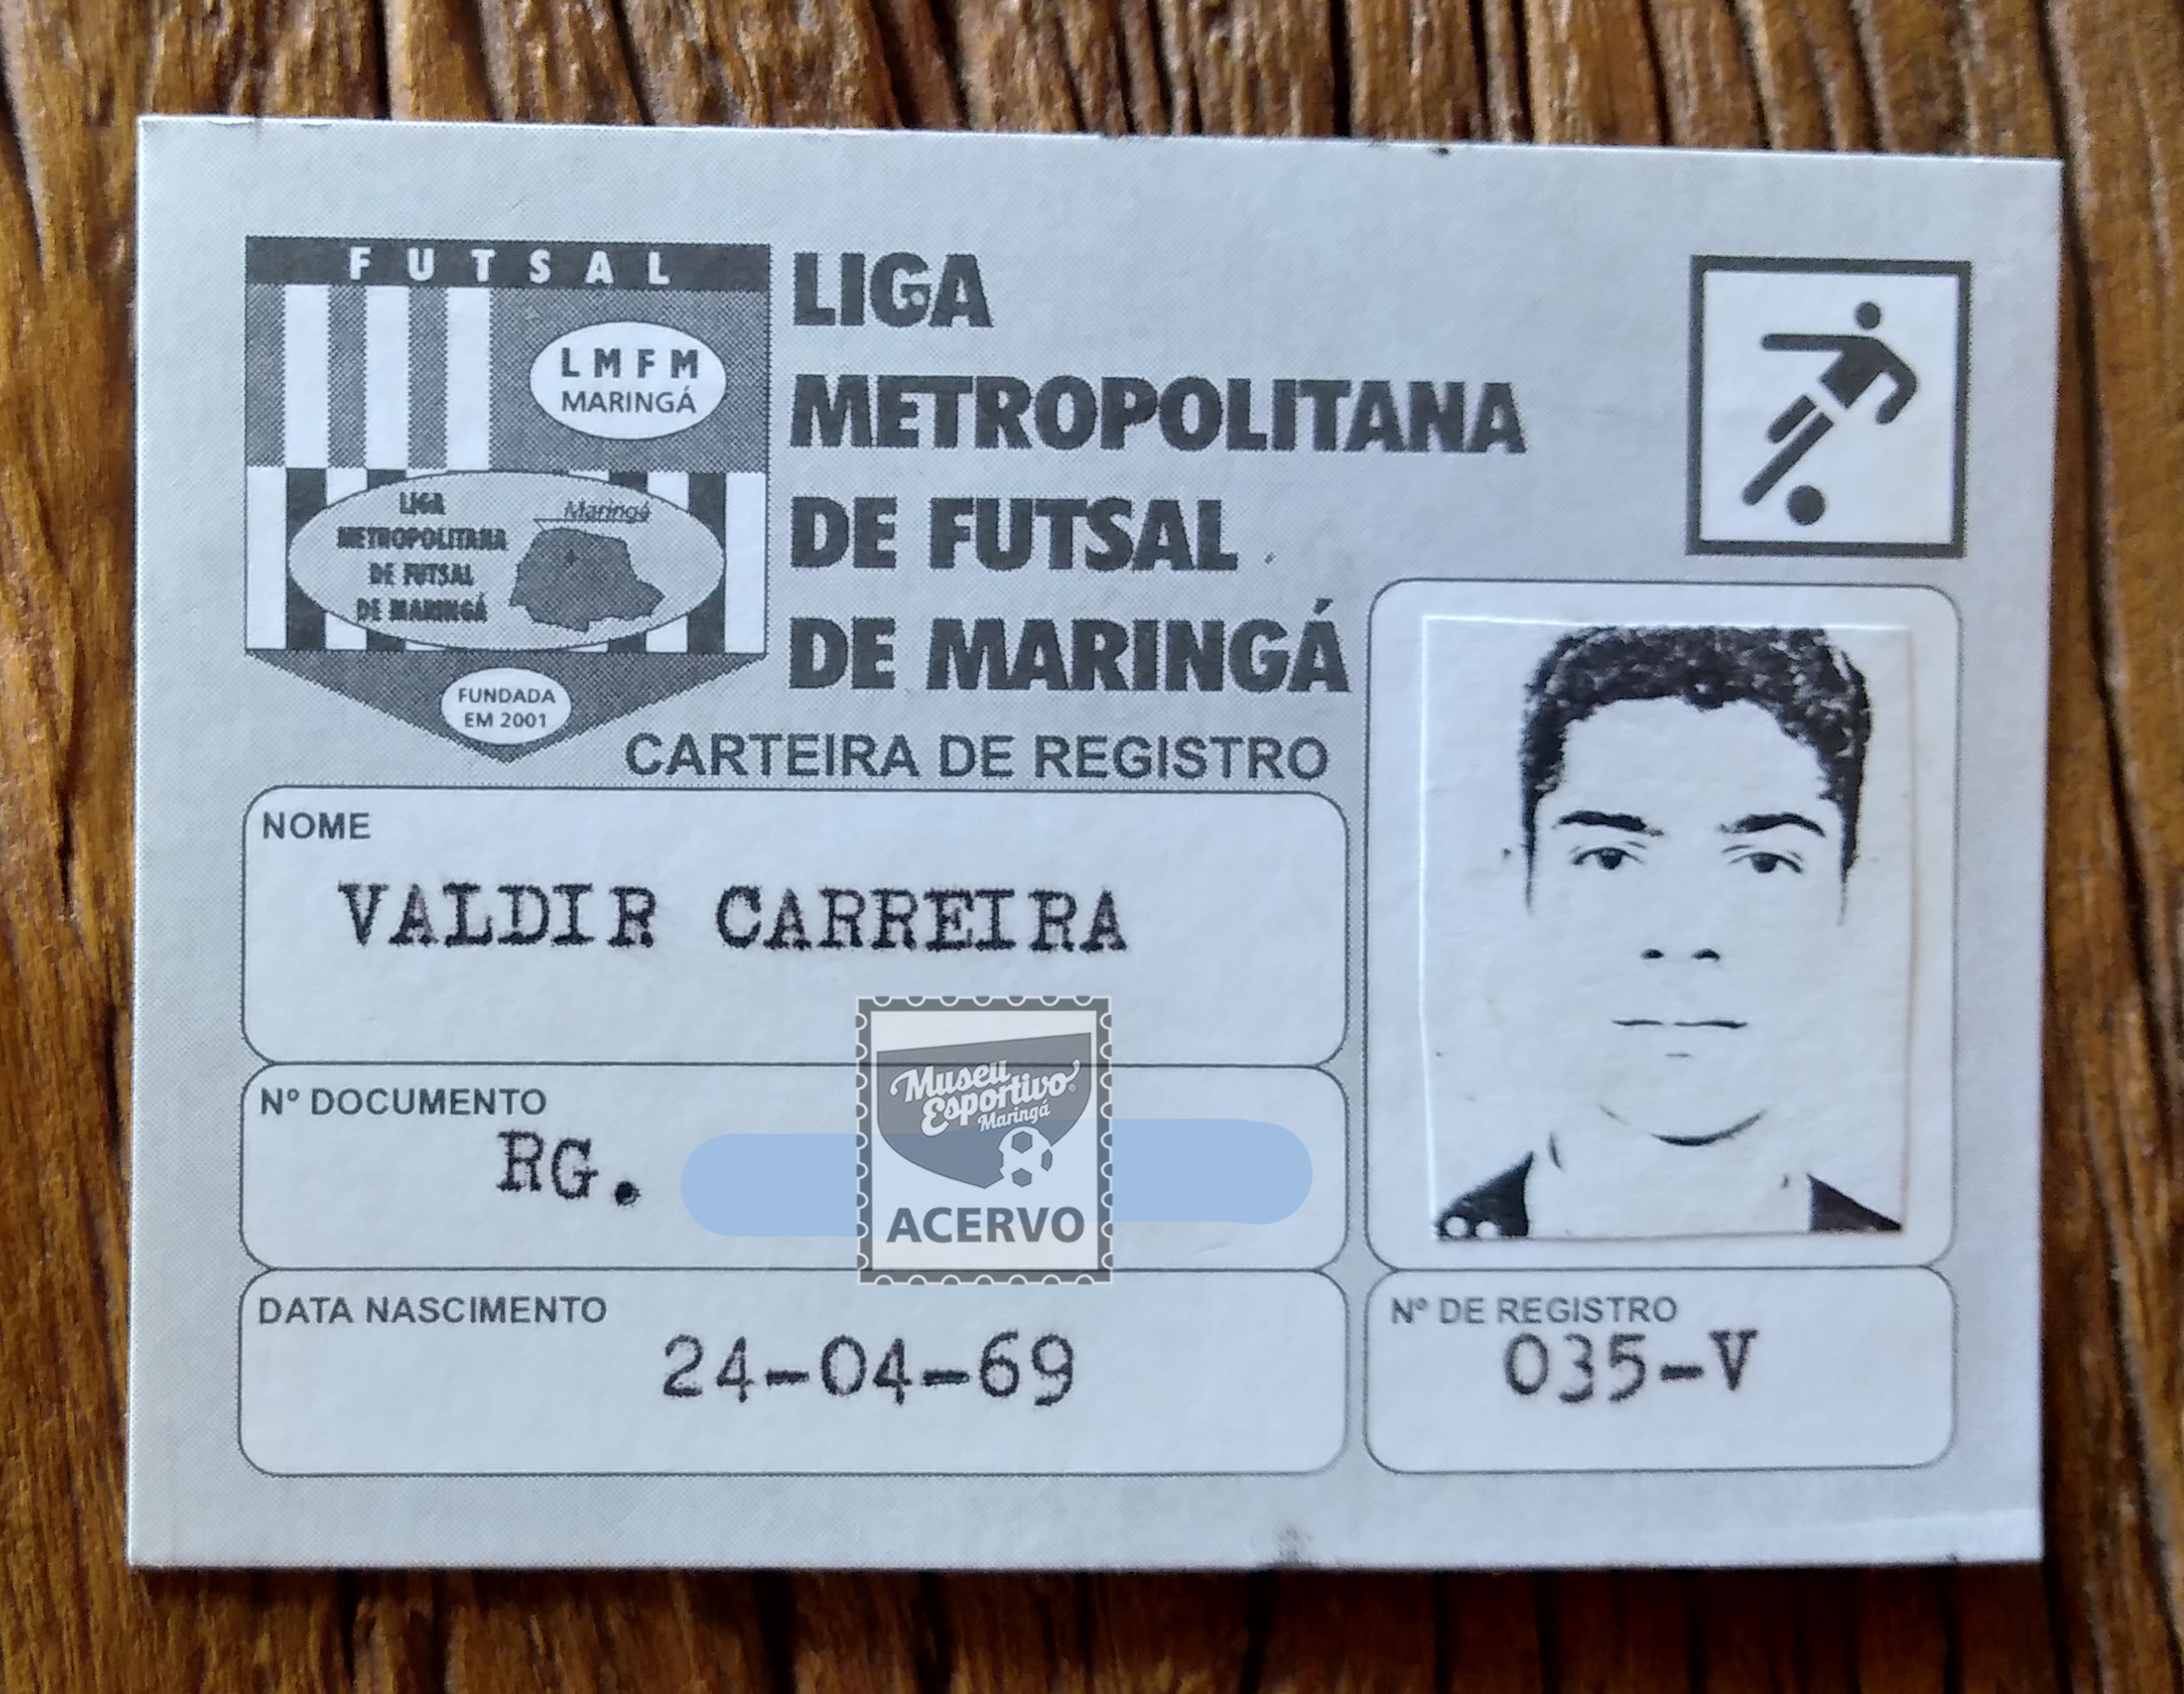 FUTSAL
LMFM
MARINGÁ
LIGA
METROPOLITANA
DE FUTSAL
DE MARINGÁ
Maringá
FUNDADA
EM 2001
LIGA
METROPOLITANA
DE FUTSAL
DE MARINGÁ
CARTEIRA DE REGISTRO
NOME
VALDIR CARREIRA
Nº DOCUMENTO
RG.
Museu
Esportivo®
Maringá
ACERVO
DATA NASCIMENTO
24-04-69
Nº DE REGISTRO
035-V